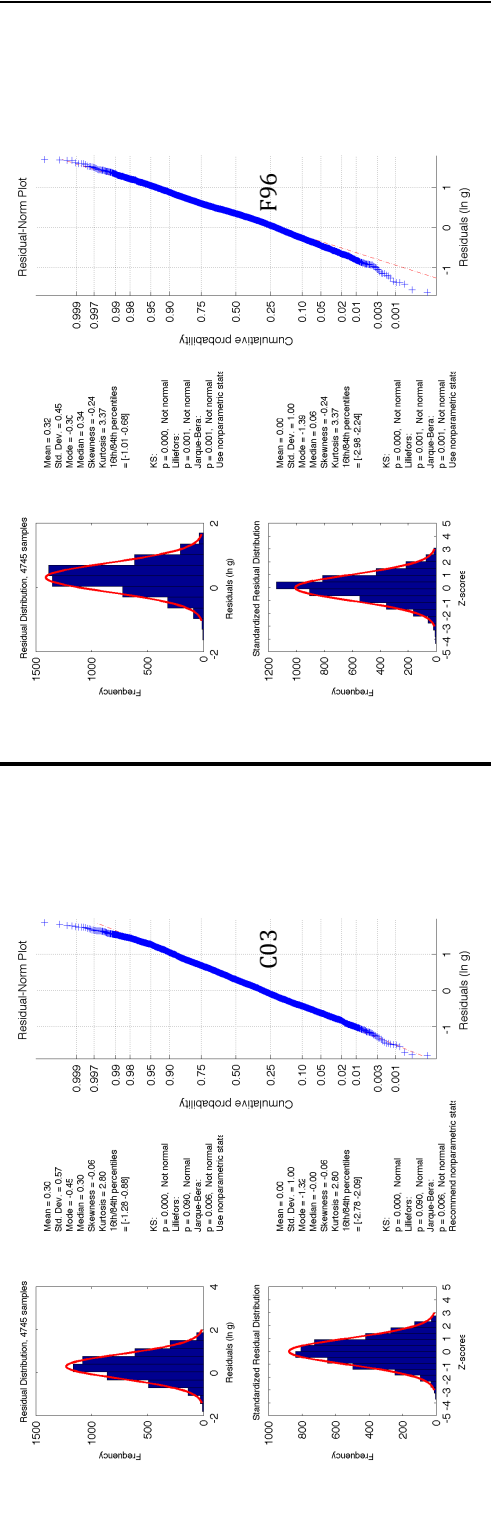 Residual Distribution, 4745 samples
1500
1000
500
0
Frequency
-2 0 2 4
Residuals (ln g)
Mean = 0.30
Std. Dev. = 0.57
Mode = -0.45
Median = 0.30
Skewness = -0.06
Kurtosis = 2.80
16th/84th percentiles
= [-1.28 -0.88]
KS:
p = 0.000, Not normal
Lilliefors:
p = 0.090, Normal
Jarque-Bera:
p = 0.006, Not normal
Use nonparametric stats
Standardized Residual Distribution
1000
800
600
400
200
0
Frequency
-5 -4 -3 -2 -1 0 1 2 3 4 5
Z-scores
Mean = 0.00
Std. Dev. = 1.00
Mode = -1.32
Median = -0.00
Skewness = -0.06
Kurtosis = 2.80
16th/84th percentiles
= [-2.78 -2.09]
KS:
p = 0.000, Normal
Lilliefors:
p = 0.090, Normal
Jarque-Bera:
p = 0.006, Not normal
Recommend nonparametric stats
Residual-Norm Plot
0.999
0.997
0.99
0.98
0.95
0.90
0.75
0.50
0.25
0.10
0.05
0.02
0.01
0.003
0.001
Cumulative probability
C03
-1 0 1
Residuals (ln g)
Residual Distribution, 4745 samples
1500
1000
500
0
Frequency
-2 0 2
Residuals (ln g)
Mean = 0.32
Std. Dev. = 0.45
Mode = -0.30
Median = 0.34
Skewness = -0.24
Kurtosis = 3.37
16th/84th percentiles
= [-1.01 -0.68]
KS:
p = 0.000, Not normal
Lilliefors:
p = 0.001, Not normal
Jarque-Bera:
p = 0.001, Not normal
Use nonparametric stats
Standardized Residual Distribution
1200
1000
800
600
400
200
0
Frequency
-5 -4 -3 -2 -1 0 1 2 3 4 5
Z-scores
Mean = 0.00
Std. Dev. = 1.00
Mode = -1.39
Median = 0.06
Skewness = -0.24
Kurtosis = 3.37
16th/84th percentiles
= [-2.98 -2.24]
KS:
p = 0.000, Not normal
Lilliefors:
p = 0.001, Not normal
Jarque-Bera:
p = 0.001, Not normal
Use nonparametric stats
Residual-Norm Plot
0.999
0.997
0.99
0.98
0.95
0.90
0.75
0.50
0.25
0.10
0.05
0.02
0.01
0.003
0.001
Cumulative probability
F96
-1 0 1
Residuals (ln g)